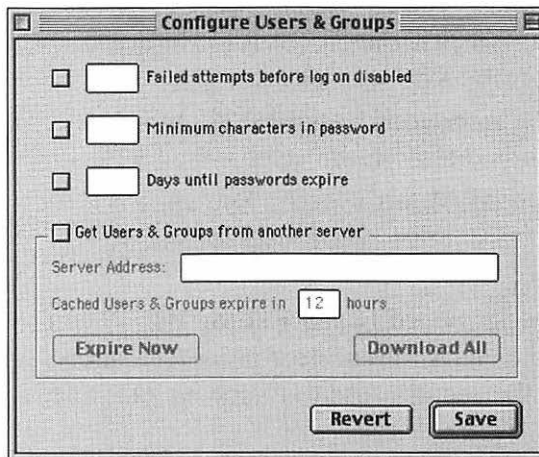 Configure Users & Groups
Failed attempts before log on disabled
Minimum characters in password
Days until passwords expire
Get Users & Groups from another server
Server Address:
Cached Users & Groups expire in 12 hours
Expire Now Download All
Revert Save